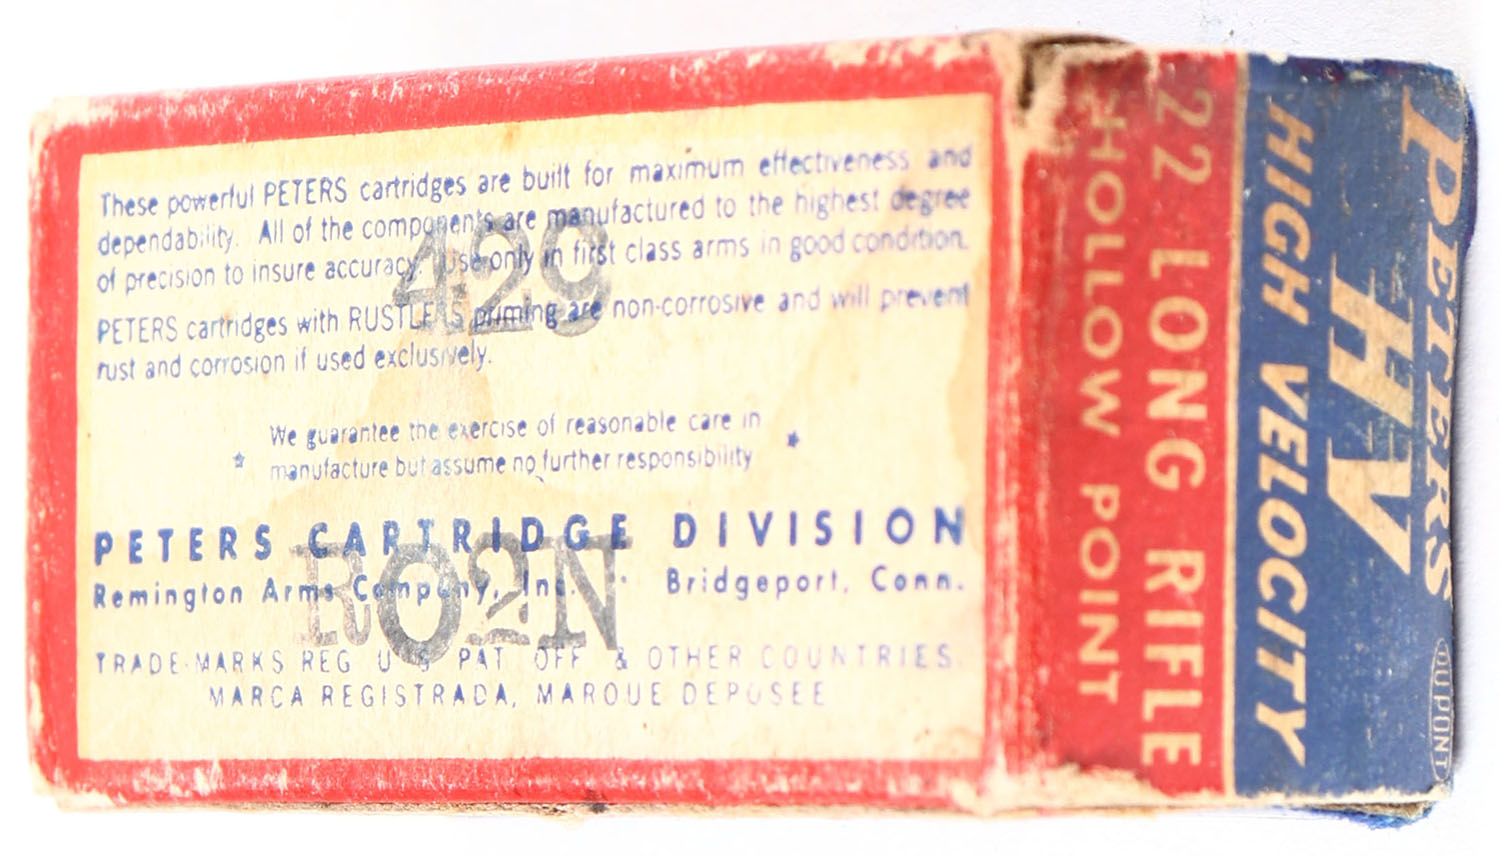 These powerful PETERS cartridges are built for maximum effectiveness and
dependability. All of the components are manufactured to the highest degree
of precision to insure accuracy. Use only in first class arms in good condition.
PETERS cartridges with RUSTLESS priming are non-corrosive and will prevent
rust and corrosion if used exclusively.
429
We guarantee the exercise of reasonable care in
manufacture but assume no further responsibility
PETERS CARTRIDGE DIVISION
Remington Arms Company, Inc. Bridgeport, Conn.
R02N
TRADE-MARKS REG U S PAT OFF & OTHER COUNTRIES.
MARCA REGISTRADA, MARQUE DEPOSEE
PETERS
HV
HIGH VELOCITY
22 LONG RIFLE
HOLLOW POINT
DUPONT